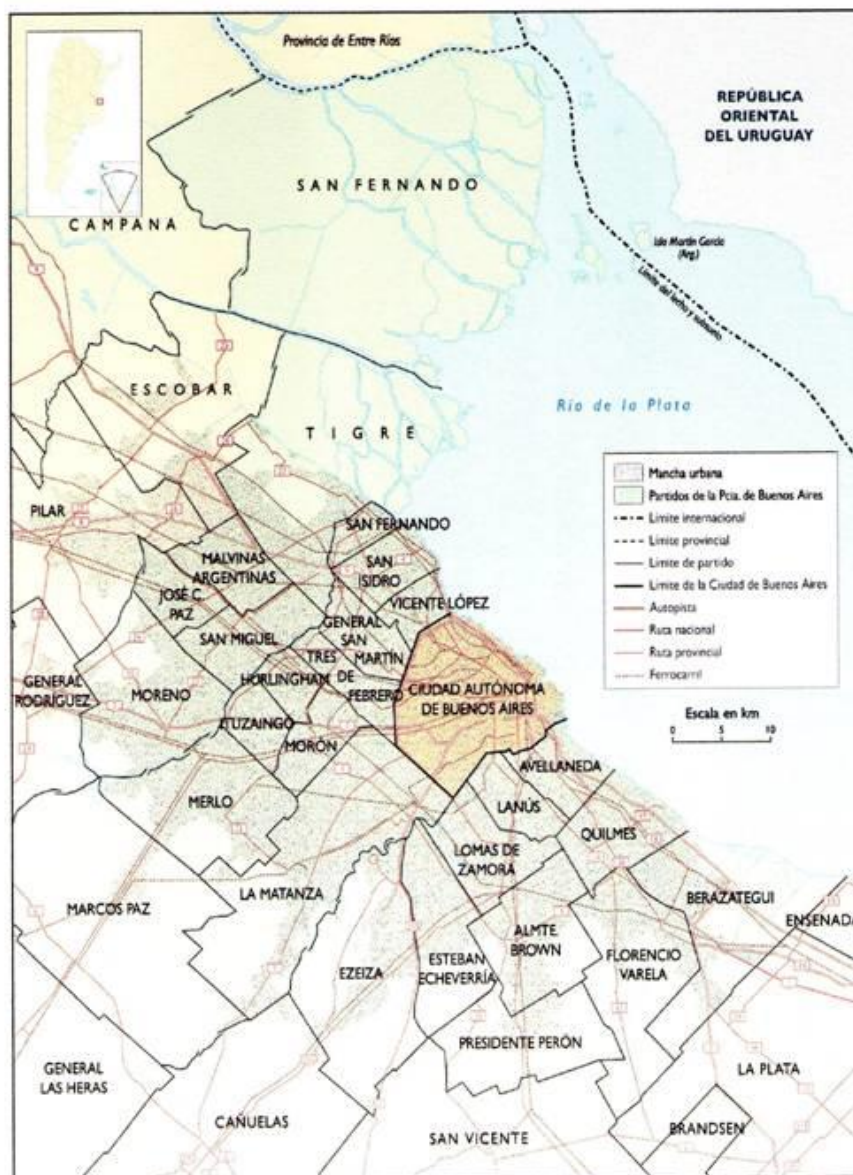 Provincia de Entre Ríos
REPÚBLICA
ORIENTAL
DEL URUGUAY
SAN FERNANDO
CAMPANA
Isla Martín García
(Arg.)
Límite del lecho y subsuelo
ESCOBAR
Río de la Plata
TIGRE
Mancha urbana
Partidos de la Pcia. de Buenos Aires
Límite internacional
Límite provincial
Límite de partido
Límite de la Ciudad de Buenos Aires
Autopista
Ruta nacional
Ruta provincial
Ferrocarril
Escala en km
0 5 10
PILAR
SAN FERNANDO
MALVINAS
ARGENTINAS
SAN
ISIDRO
JOSÉ C.
PAZ
VICENTE LÓPEZ
SAN MIGUEL
GENERAL
SAN
MARTÍN
TRES
DE
FEBRERO
HURLINGHAM
GENERAL
RODRÍGUEZ
MORENO
CIUDAD AUTÓNOMA
DE BUENOS AIRES
ITUZAINGO
MORÓN
AVELLANEDA
MERLO
LANÚS
QUILMES
LOMAS DE
ZAMORA
MARCOS PAZ
LA MATANZA
BERAZATEGUI
ENSENADA
ALMTE.
BROWN
EZEIZA
ESTEBAN
ECHEVERRÍA
FLORENCIO
VARELA
PRESIDENTE PERÓN
GENERAL
LAS HERAS
LA PLATA
CAÑUELAS
SAN VICENTE
BRANDSEN